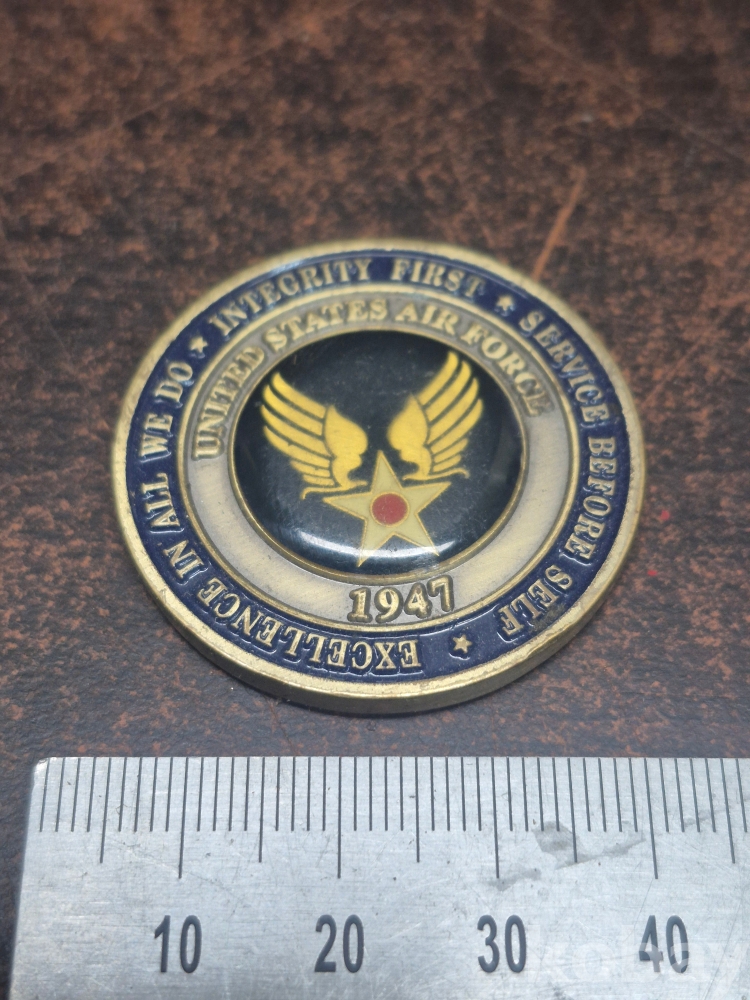 INTEGRITY FIRST ★ SERVICE BEFORE SELF ★ EXCELLENCE IN ALL WE DO ★
UNITED STATES AIR FORCE
1947
10 20 30 40